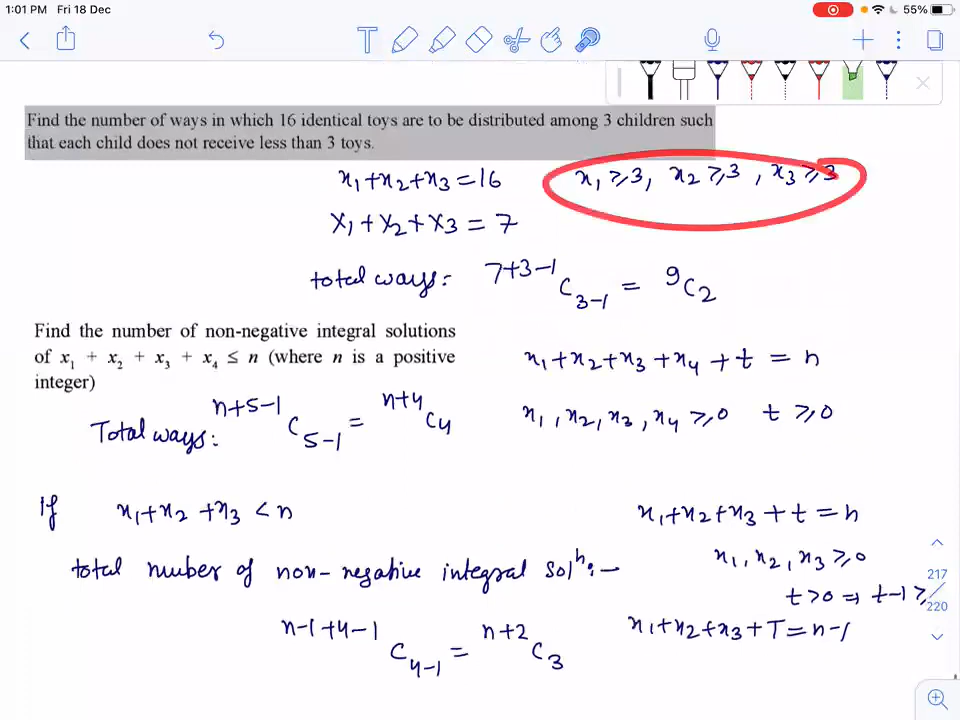 1:01 PM Fri 18 Dec 55%
T
Find the number of ways in which 16 identical toys are to be distributed among 3 children such
that each child does not receive less than 3 toys.
x₁+x₂+x₃ = 16 x₁ ≥ 3, x₂ ≥ 3, x₃ ≥ 3
X₁ + X₂ + X₃ = 7
total ways: ⁷⁺³⁻¹C₃₋₁ = ⁹C₂
Find the number of non-negative integral solutions
of x₁ + x₂ + x₃ + x₄ ≤ n (where n is a positive
integer)
x₁+x₂+x₃+x₄+t = n
Total ways: ⁿ⁺⁵⁻¹C₅₋₁ = ⁿ⁺⁴C₄
x₁, x₂, x₃, x₄ ≥ 0 t ≥ 0
If x₁+x₂+x₃ < n
x₁+x₂+x₃+t = n
total number of non-negative integral solⁿ:-
x₁, x₂, x₃ ≥ 0
t > 0 ⇒ t-1 ≥
x₁+x₂+x₃+T = n-1
ⁿ⁻¹⁺⁴⁻¹C₄₋₁ = ⁿ⁺²C₃
217
220